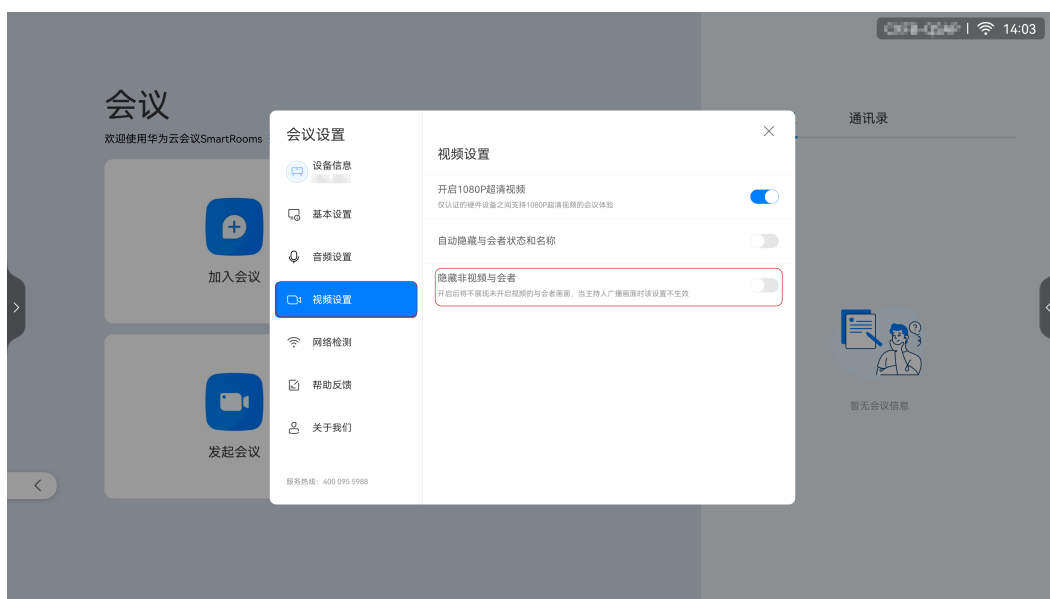 14:03
会议
欢迎使用华为云会议SmartRooms
加入会议
发起会议
会议设置
设备信息
基本设置
音频设置
视频设置
网络检测
帮助反馈
关于我们
服务热线：400 095 5988
视频设置
开启1080P超清视频
仅认证的硬件设备之间支持1080P超清视频的会议体验
自动隐藏与会者状态和名称
隐藏非视频与会者
开启后将不展现未开启视频的与会者画面，当主持人广播画面时该设置不生效
通讯录
暂无会议信息